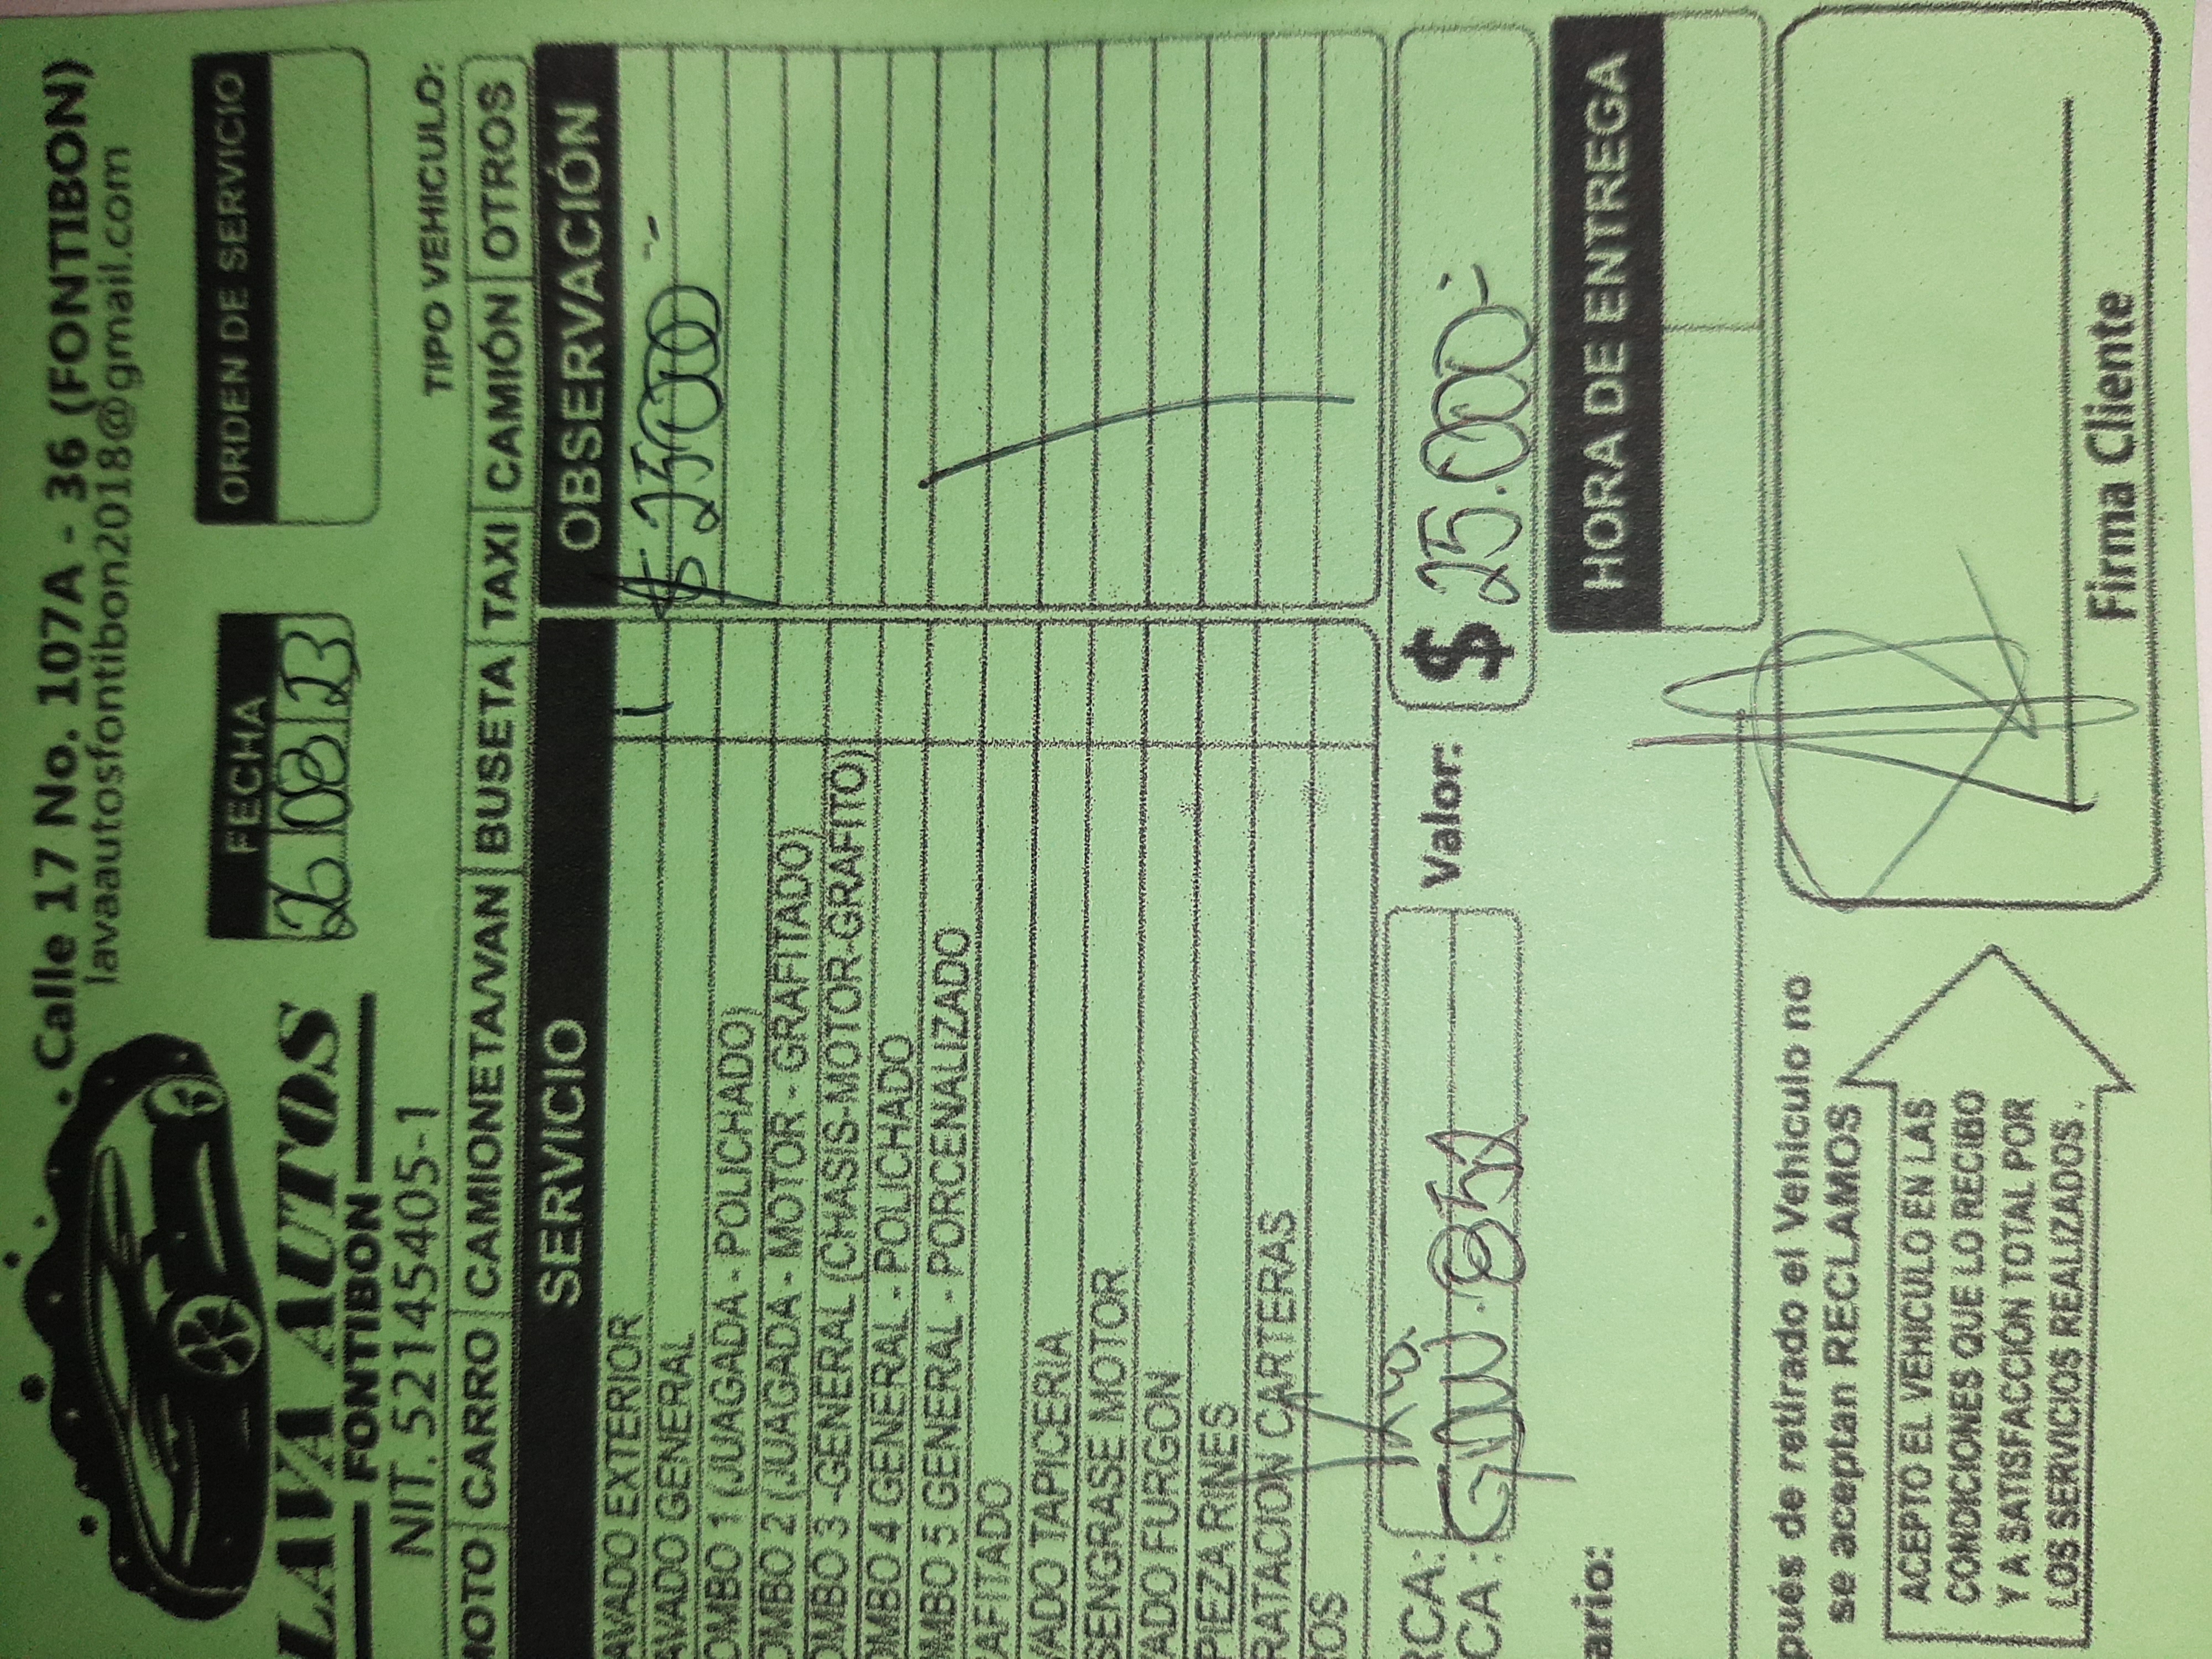 Calle 17 No. 107A - 36 (FONTIBON)
lavaautosfontibon2018@gmail.com
LAVA AUTOS
FONTIBON
NIT. 52145405-1
FECHA
26 08 23
ORDEN DE SERVICIO
TIPO VEHICULO:
MOTO CARRO CAMIONETA/VAN BUSETA TAXI CAMIÓN OTROS
SERVICIO OBSERVACIÓN
AVADO EXTERIOR 1 $ 25000
AVADO GENERAL
OMBO 1 (JUAGADA - POLICHADO)
OMBO 2 (JUAGADA - MOTOR - GRAFITADO)
OMBO 3 -GENERAL (CHASIS-MOTOR-GRAFITO)
OMBO 4 GENERAL - POLICHADO
MBO 5 GENERAL - PORCENALIZADO
AFITADO
VADO TAPICERIA
SENGRASE MOTOR
ADO FURGON
PIEZA RINES
RATACION CARTERAS
ROS
RCA:
CA:
Valor: $ 25.000
ario:
HORA DE ENTREGA
pués de retirado el Vehículo no
se aceptan RECLAMOS
ACEPTO EL VEHICULO EN LAS
CONDICIONES QUE LO RECIBO
Y A SATISFACCIÓN TOTAL POR
LOS SERVICIOS REALIZADOS.
Firma Cliente